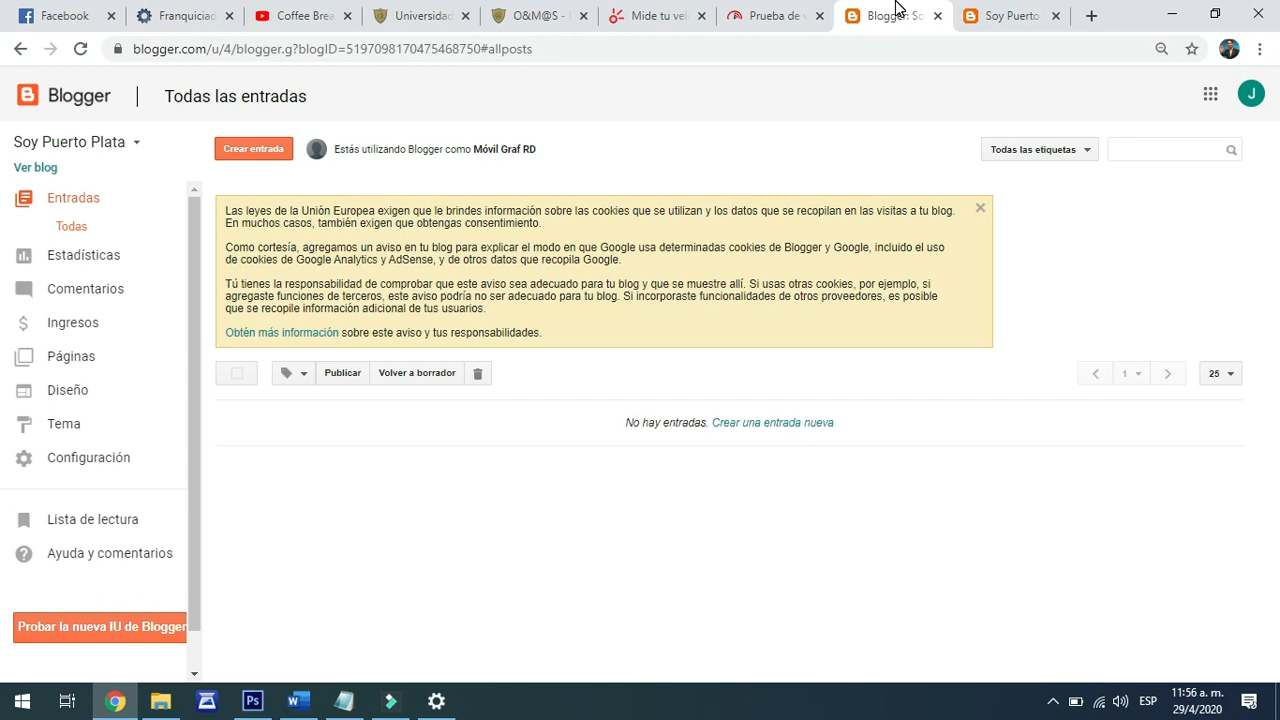 Facebook
Franquiciad
Coffee Brea
Universidad
O&M@S -
Mide tu vel
Prueba de v
Blogger: So
Soy Puerto
blogger.com/u/4/blogger.g?blogID=5197098170475468750#allposts
Blogger
Todas las entradas
J
Soy Puerto Plata
Ver blog
Crear entrada
Estás utilizando Blogger como Móvil Graf RD
Todas las etiquetas
Entradas
Todas
Estadísticas
Comentarios
Ingresos
Páginas
Diseño
Tema
Configuración
Lista de lectura
Ayuda y comentarios
Probar la nueva IU de Blogger
Las leyes de la Unión Europea exigen que le brindes información sobre las cookies que se utilizan y los datos que se recopilan en las visitas a tu blog.
En muchos casos, también exigen que obtengas consentimiento.
Como cortesía, agregamos un aviso en tu blog para explicar el modo en que Google usa determinadas cookies de Blogger y Google, incluido el uso
de cookies de Google Analytics y AdSense, y de otros datos que recopila Google.
Tú tienes la responsabilidad de comprobar que este aviso sea adecuado para tu blog y que se muestre allí. Si usas otras cookies, por ejemplo, si
agregaste funciones de terceros, este aviso podría no ser adecuado para tu blog. Si incorporaste funcionalidades de otros proveedores, es posible
que se recopile información adicional de tus usuarios.
Obtén más información sobre este aviso y tus responsabilidades.
Publicar
Volver a borrador
1
25
No hay entradas. Crear una entrada nueva
Ps
ESP
11:56 a. m.
29/4/2020